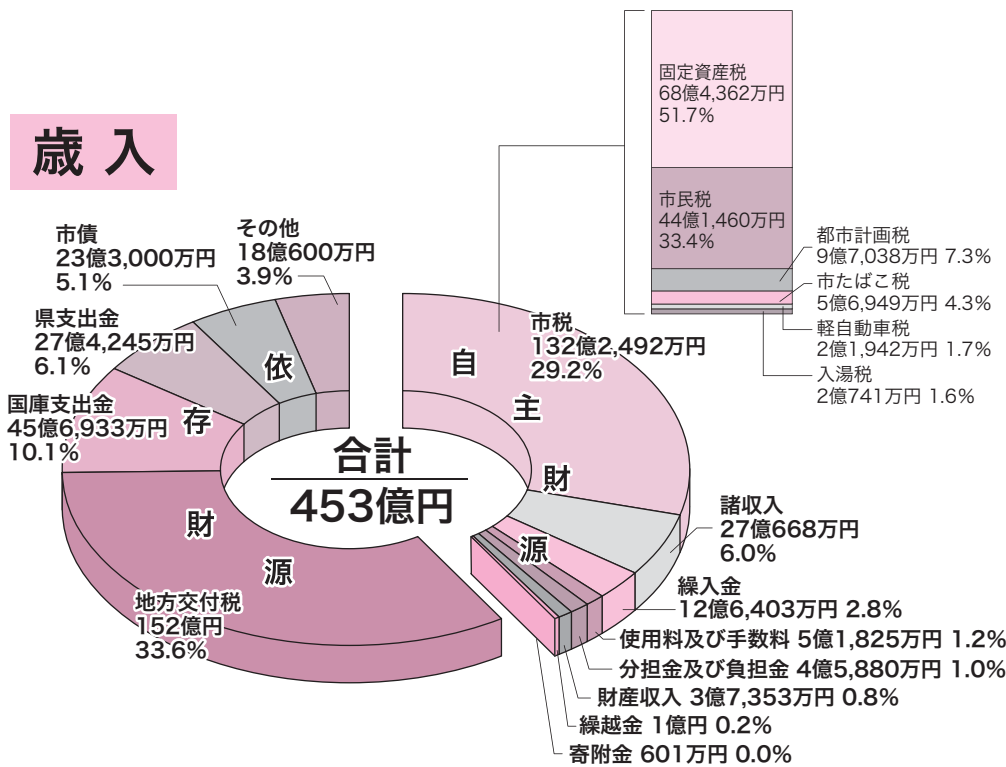 歳入
固定資産税
68億4,362万円
51.7%
市民税
44億1,460万円
33.4%
都市計画税
9億7,038万円 7.3%
市たばこ税
5億6,949万円 4.3%
軽自動車税
2億1,942万円 1.7%
入湯税
2億741万円 1.6%
市債
23億3,000万円
5.1%
その他
18億600万円
3.9%
県支出金
27億4,245万円
6.1%
国庫支出金
45億6,933万円
10.1%
地方交付税
152億円
33.6%
依存財源
合計
453億円
自主財源
市税
132億2,492万円
29.2%
諸収入
27億668万円
6.0%
繰入金
12億6,403万円 2.8%
使用料及び手数料 5億1,825万円 1.2%
分担金及び負担金 4億5,880万円 1.0%
財産収入 3億7,353万円 0.8%
繰越金 1億円 0.2%
寄附金 601万円 0.0%